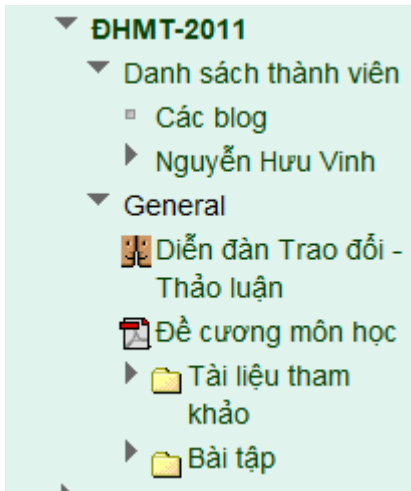 ĐHMT-2011
Danh sách thành viên
Các blog
Nguyễn Hưu Vinh
General
Diễn đàn Trao đổi -
Thảo luận
Đề cương môn học
Tài liệu tham
khảo
Bài tập